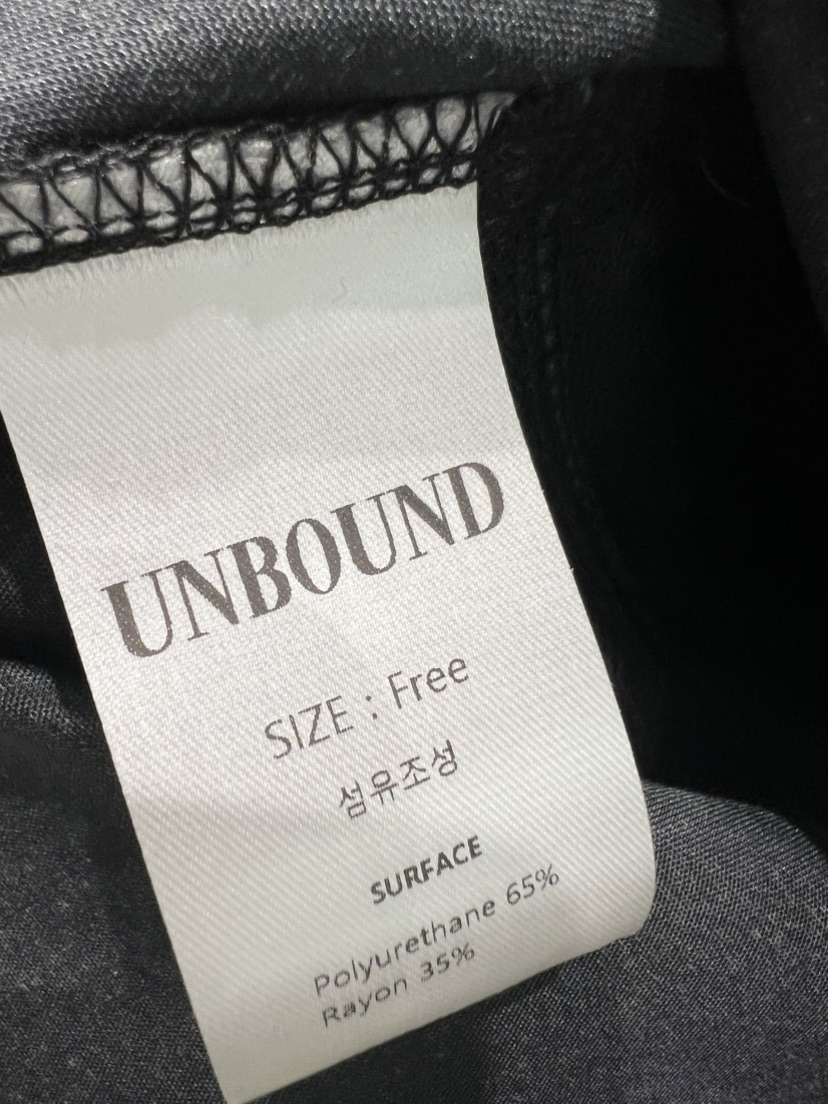 UNBOUND
SIZE : Free
섬유조성
SURFACE
Polyurethane 65%
Rayon 35%